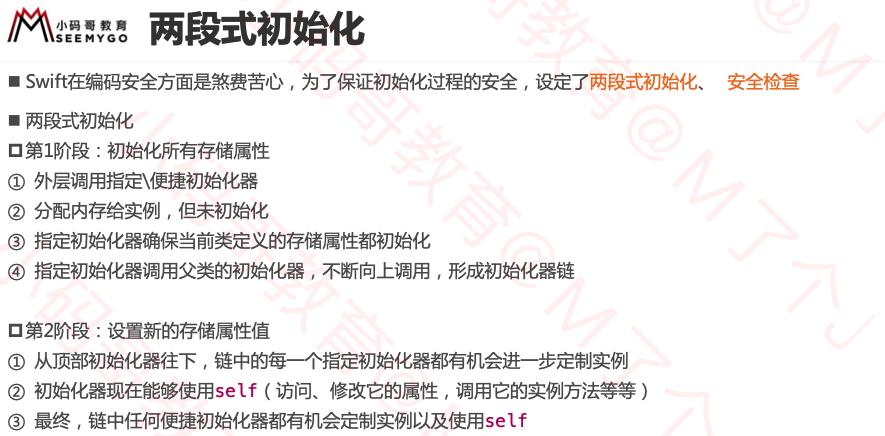 小码哥教育
SEEMYGO
两段式初始化
■ Swift在编码安全方面是煞费苦心，为了保证初始化过程的安全，设定了两段式初始化、 安全检查
■ 两段式初始化
第1阶段：初始化所有存储属性
① 外层调用指定\便捷初始化器
② 分配内存给实例，但未初始化
③ 指定初始化器确保当前类定义的存储属性都初始化
④ 指定初始化器调用父类的初始化器，不断向上调用，形成初始化器链
第2阶段：设置新的存储属性值
① 从顶部初始化器往下，链中的每一个指定初始化器都有机会进一步定制实例
② 初始化器现在能够使用self（访问、修改它的属性，调用它的实例方法等等）
③ 最终，链中任何便捷初始化器都有机会定制实例以及使用self
小码哥教育@M了个J